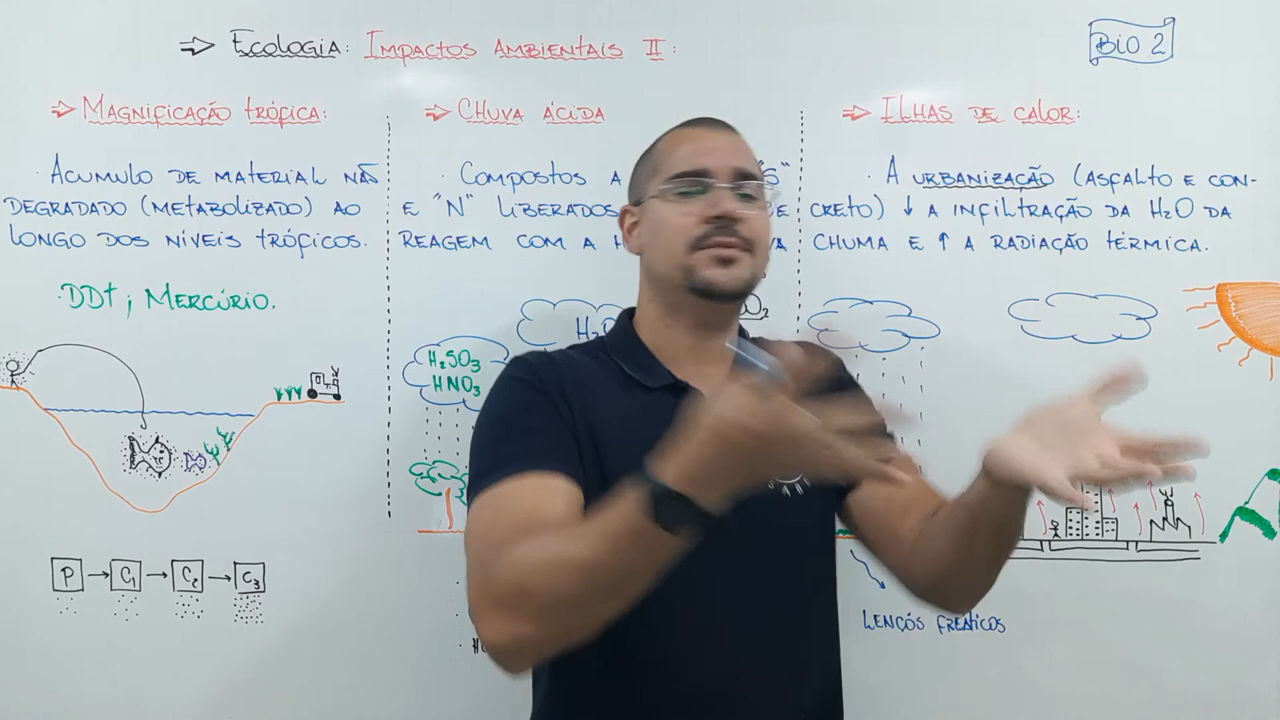 ⇒ Ecologia: Impactos Ambientais II:
BIO 2
⇒ Magnificação trófica:
· Acumulo de material não
degradado (metabolizado) ao
longo dos níveis tróficos.
· DDT ; Mercúrio.
P → C1 → C2 → C3
⇒ Chuva ácida
· Compostos a "S"
e "N" liberados e
reagem com a
H2SO3
HNO3
⇒ Ilhas de calor:
· A urbanização (asfalto e con-
creto) ↓ a infiltração da H2O da
chuma e ↑ a radiação térmica.
Lençós freáticos